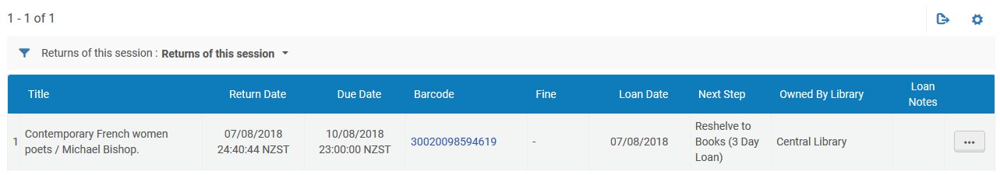 1 - 1 of 1
Returns of this session : Returns of this session
Title Return Date Due Date Barcode Fine Loan Date Next Step Owned By Library Loan Notes
1 Contemporary French women poets / Michael Bishop. 07/08/2018 24:40:44 NZST 10/08/2018 23:00:00 NZST 30020098594619 - 07/08/2018 Reshelve to Books (3 Day Loan) Central Library